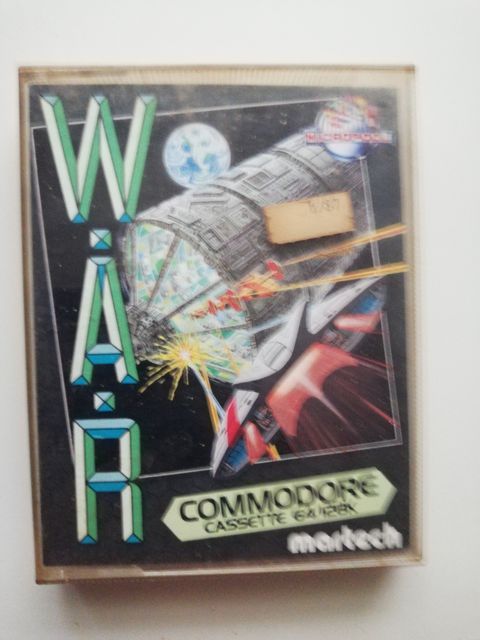 W.A.R
COMMODORE
CASSETTE 64/128K
martech